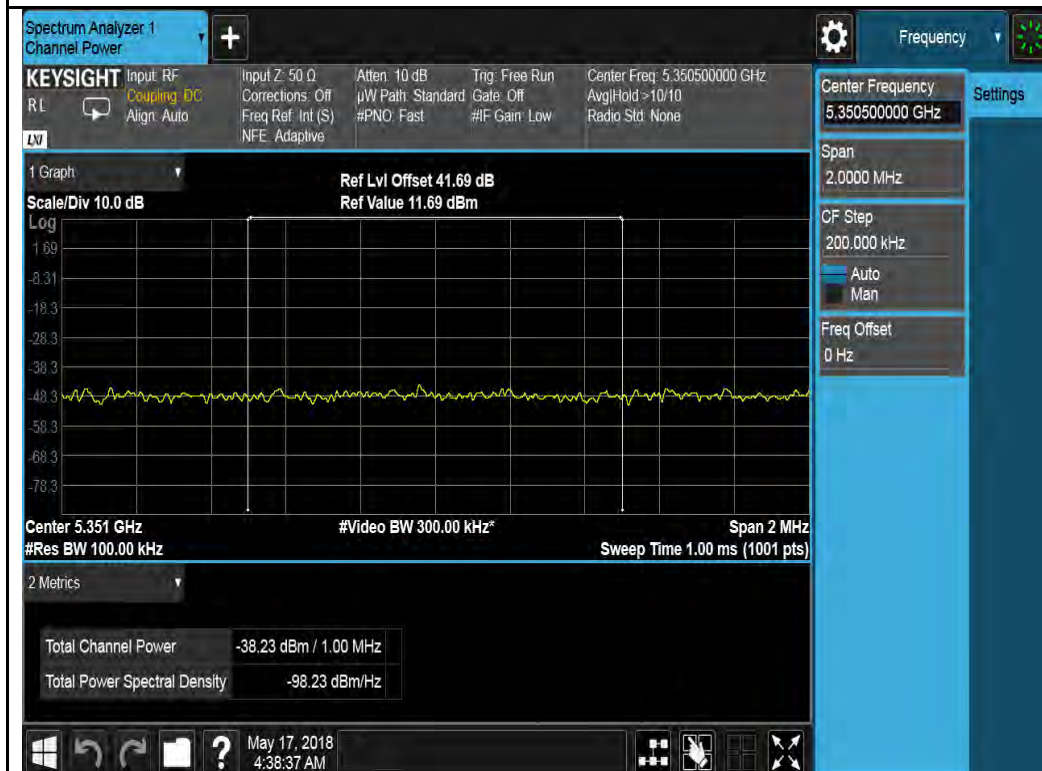 Spectrum Analyzer 1
Channel Power
+
Frequency
KEYSIGHT
RL
LXI
Input: RF
Coupling: DC
Align: Auto
Input Z: 50 Ω
Corrections: Off
Freq Ref: Int (S)
NFE: Adaptive
Atten: 10 dB
µW Path: Standard
#PNO: Fast
Trig: Free Run
Gate: Off
#IF Gain: Low
Center Freq: 5.350500000 GHz
Avg|Hold >10/10
Radio Std: None
1 Graph
Scale/Div 10.0 dB
Ref Lvl Offset 41.69 dB
Ref Value 11.69 dBm
Log
1.69
-8.31
-18.3
-28.3
-38.3
-48.3
-58.3
-68.3
-78.3
Center 5.351 GHz
#Res BW 100.00 kHz
#Video BW 300.00 kHz*
Span 2 MHz
Sweep Time 1.00 ms (1001 pts)
2 Metrics
Total Channel Power -38.23 dBm / 1.00 MHz
Total Power Spectral Density -98.23 dBm/Hz
Center Frequency
5.350500000 GHz
Span
2.0000 MHz
CF Step
200.000 kHz
Auto
Man
Freq Offset
0 Hz
Settings
?
May 17, 2018
4:38:37 AM